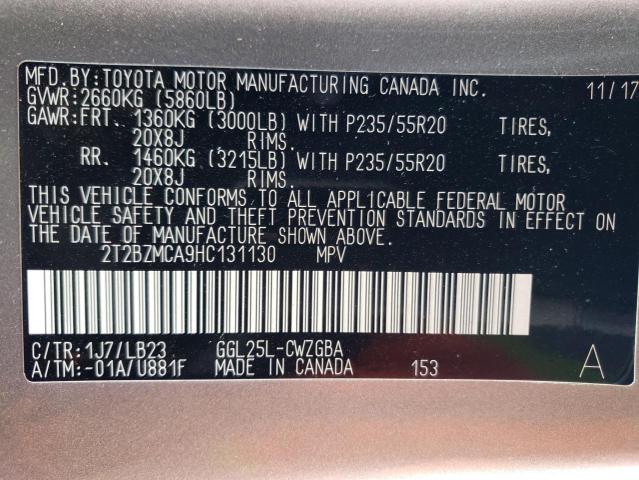 MFD.BY:TOYOTA MOTOR MANUFACTURING CANADA INC. 11/17
GVWR:2660KG (5860LB)
GAWR:FRT. 1360KG (3000LB) WITH P235/55R20 TIRES,
20X8J RIMS.
RR. 1460KG (3215LB) WITH P235/55R20 TIRES,
20X8J RIMS.
THIS VEHICLE CONFORMS TO ALL APPLICABLE FEDERAL MOTOR
VEHICLE SAFETY AND THEFT PREVENTION STANDARDS IN EFFECT ON
THE DATE OF MANUFACTURE SHOWN ABOVE.
2T2BZMCA9HC131130 MPV
C/TR:1J7/LB23 GGL25L-CWZGBA
A/TM:-01A/U881F MADE IN CANADA 153 A